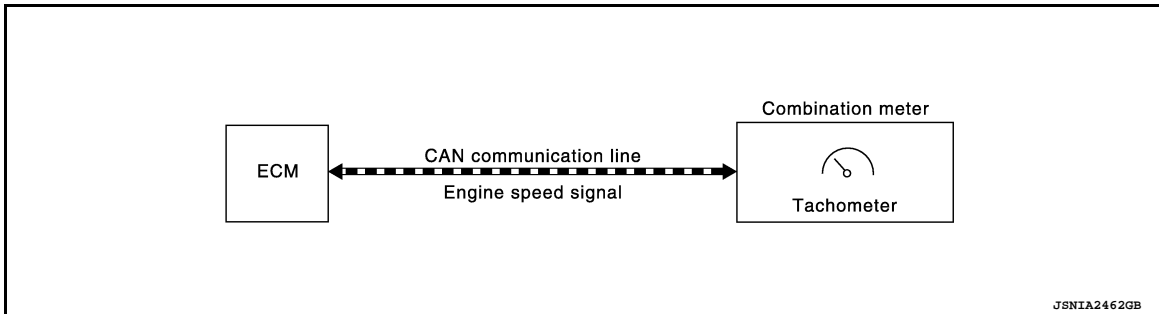 Combination meter
ECM
CAN communication line
Engine speed signal
Tachometer
JSNIA2462GB